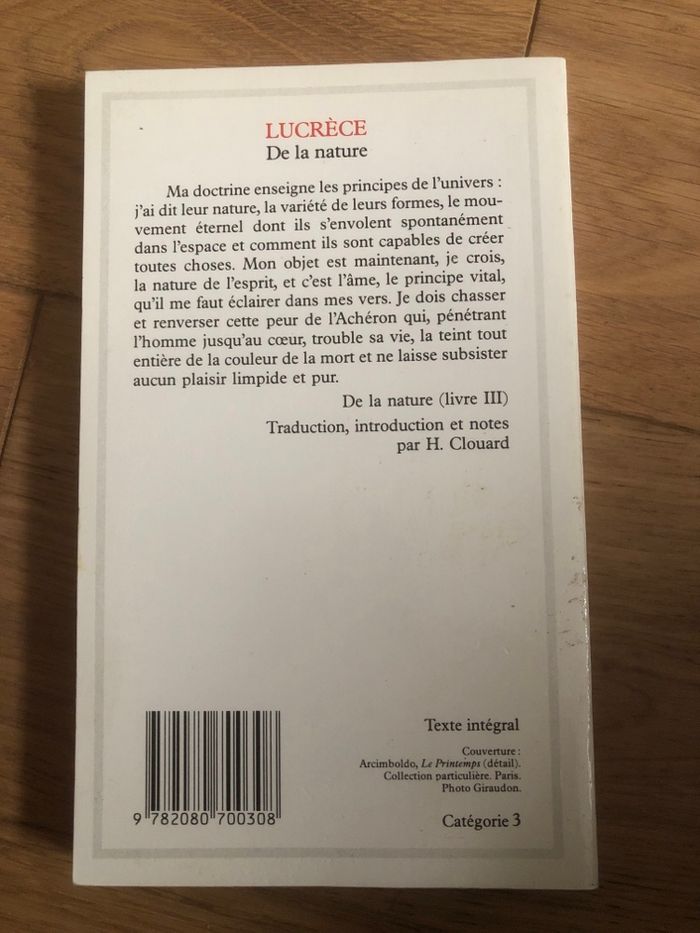 LUCRÈCE
De la nature
Ma doctrine enseigne les principes de l'univers :
j'ai dit leur nature, la variété de leurs formes, le mou-
vement éternel dont ils s'envolent spontanément
dans l'espace et comment ils sont capables de créer
toutes choses. Mon objet est maintenant, je crois,
la nature de l'esprit, et c'est l'âme, le principe vital,
qu'il me faut éclairer dans mes vers. Je dois chasser
et renverser cette peur de l'Achéron qui, pénétrant
l'homme jusqu'au cœur, trouble sa vie, la teint tout
entière de la couleur de la mort et ne laisse subsister
aucun plaisir limpide et pur.
De la nature (livre III)
Traduction, introduction et notes
par H. Clouard
Texte intégral
Couverture :
Arcimboldo, Le Printemps (détail).
Collection particulière. Paris.
Photo Giraudon.
9 782080 700308
Catégorie 3